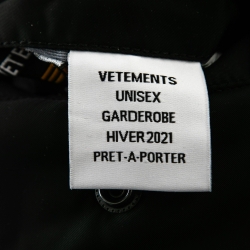 VETEMENTS
UNISEX
GARDEROBE
HIVER 2021
PRET-A-PORTER